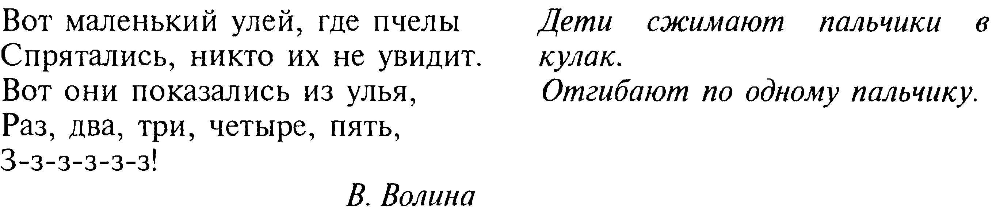 Вот маленький улей, где пчелы
Спрятались, никто их не увидит.
Вот они показались из улья,
Раз, два, три, четыре, пять,
З-з-з-з-з-з!
В. Волина
Дети сжимают пальчики в
кулак.
Отгибают по одному пальчику.